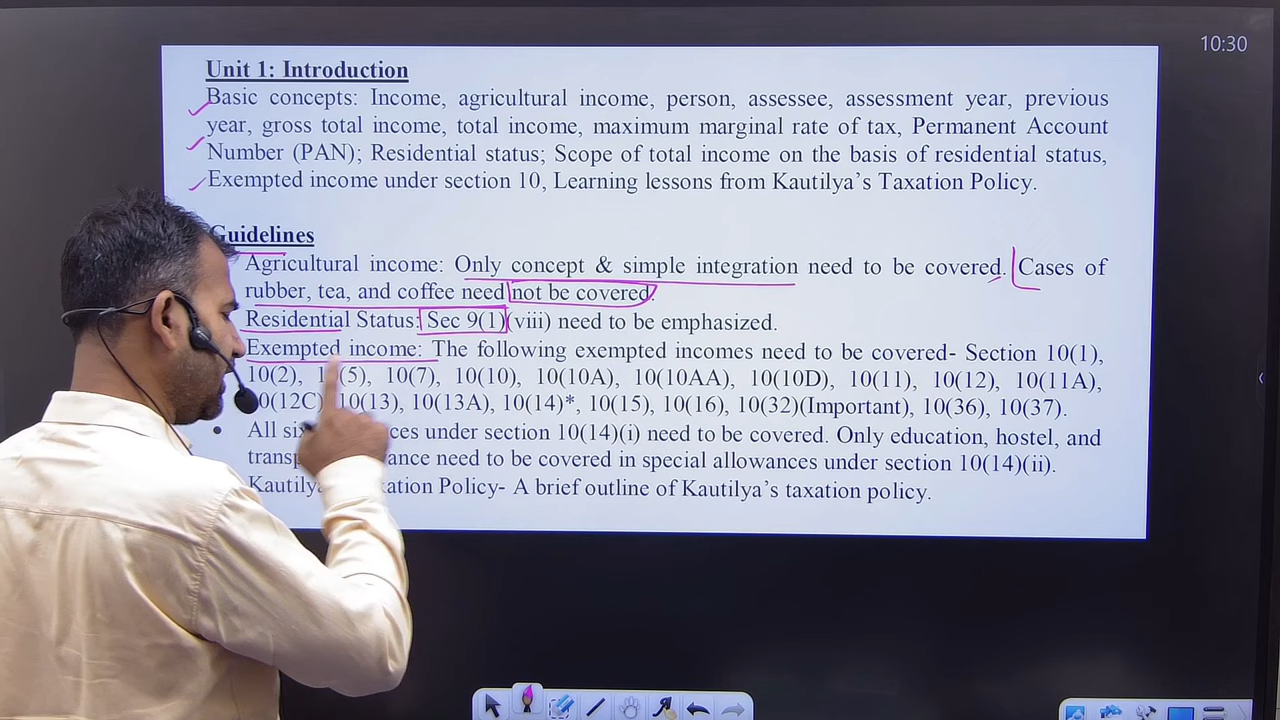 10:30
Unit 1: Introduction
Basic concepts: Income, agricultural income, person, assessee, assessment year, previous
year, gross total income, total income, maximum marginal rate of tax, Permanent Account
Number (PAN); Residential status; Scope of total income on the basis of residential status,
Exempted income under section 10, Learning lessons from Kautilya's Taxation Policy.
Guidelines
Agricultural income: Only concept & simple integration need to be covered. Cases of
rubber, tea, and coffee need not be covered.
Residential Status: Sec 9(1)(viii) need to be emphasized.
Exempted income: The following exempted incomes need to be covered- Section 10(1),
10(2), (5), 10(7), 10(10), 10(10A), 10(10AA), 10(10D), 10(11), 10(12), 10(11A),
0(12C) 10(13), 10(13A), 10(14)*, 10(15), 10(16), 10(32)(Important), 10(36), 10(37).
• All under section 10(14)(i) need to be covered. Only education, hostel, and
need to be covered in special allowances under section 10(14)(ii).
Policy- A brief outline of Kautilya's taxation policy.